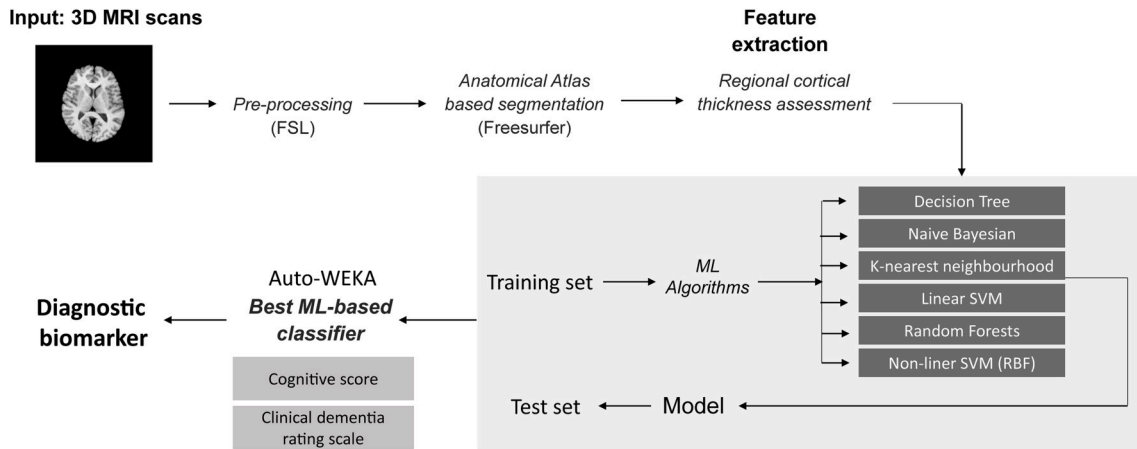 Input: 3D MRI scans
Feature
extraction
Pre-processing
(FSL)
Anatomical Atlas
based segmentation
(Freesurfer)
Regional cortical
thickness assessment
Training set
ML
Algorithms
Decision Tree
Naive Bayesian
K-nearest neighbourhood
Linear SVM
Random Forests
Non-liner SVM (RBF)
Model
Test set
Auto-WEKA
Best ML-based
classifier
Cognitive score
Clinical dementia
rating scale
Diagnostic
biomarker